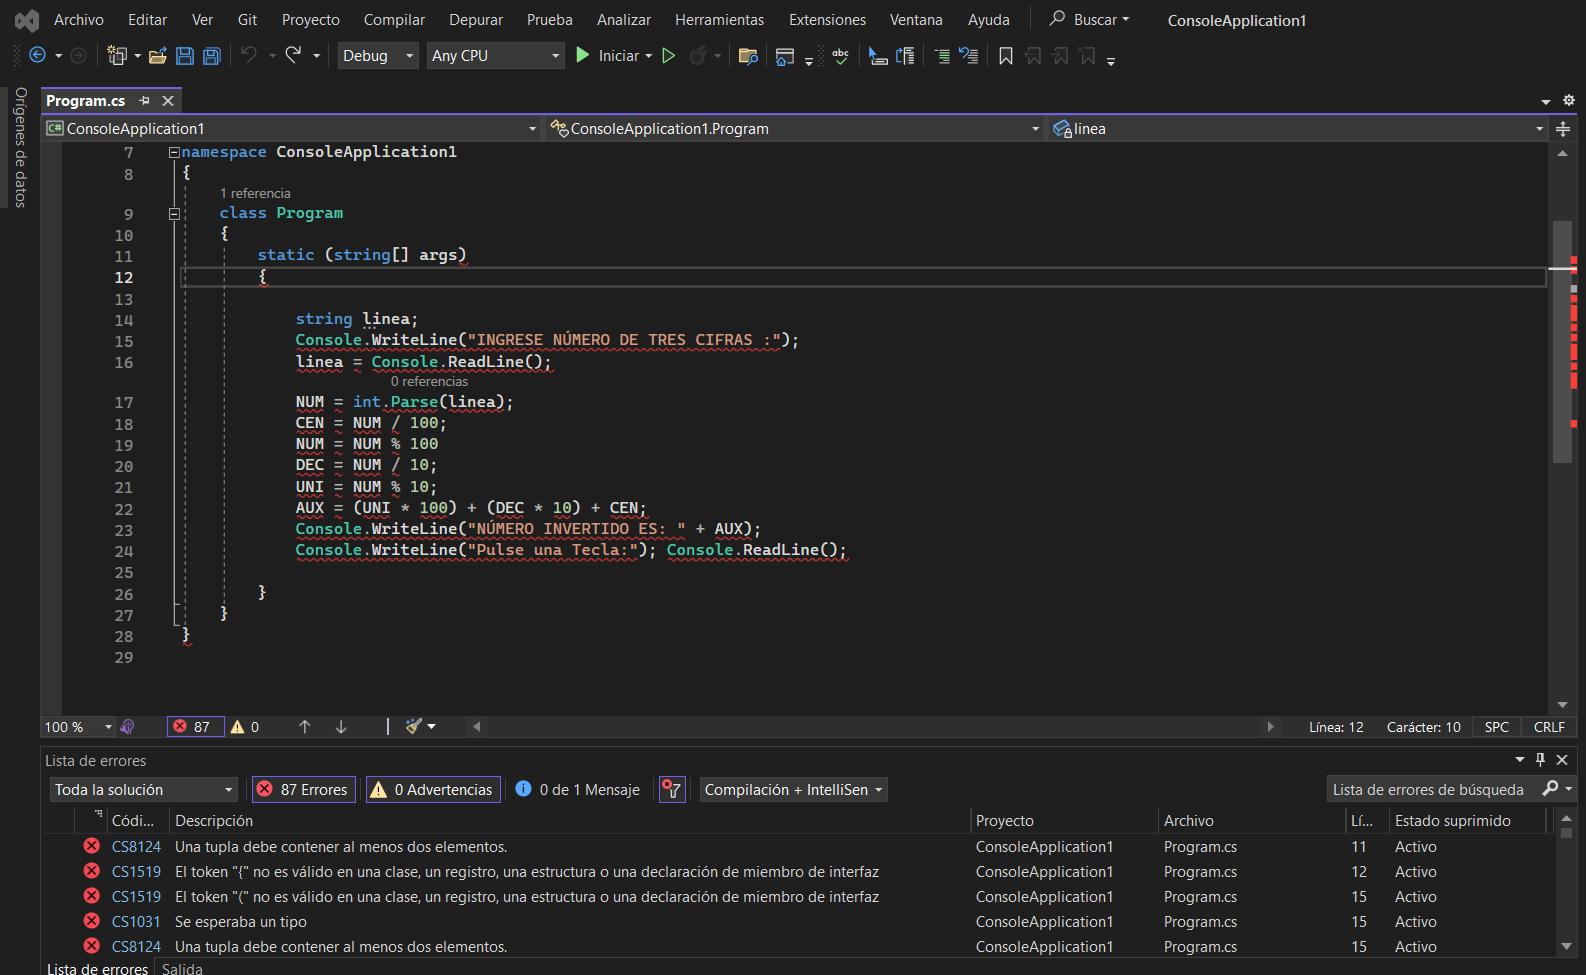 Archivo Editar Ver Git Proyecto Compilar Depurar Prueba Analizar Herramientas Extensiones Ventana Ayuda Buscar ConsoleApplication1
Debug Any CPU Iniciar abc
Orígenes de datos
Program.cs
C# ConsoleApplication1 ConsoleApplication1.Program linea
7 namespace ConsoleApplication1
8 {
1 referencia
9 class Program
10 {
11 static (string[] args)
12 {
13
14 string linea;
15 Console.WriteLine("INGRESE NÚMERO DE TRES CIFRAS :");
16 linea = Console.ReadLine();
0 referencias
17 NUM = int.Parse(linea);
18 CEN = NUM / 100;
19 NUM = NUM % 100
20 DEC = NUM / 10;
21 UNI = NUM % 10;
22 AUX = (UNI * 100) + (DEC * 10) + CEN;
23 Console.WriteLine("NÚMERO INVERTIDO ES: " + AUX);
24 Console.WriteLine("Pulse una Tecla:"); Console.ReadLine();
25
26 }
27 }
28 }
29
100 % 87 0 Línea: 12 Carácter: 10 SPC CRLF
Lista de errores
Toda la solución 87 Errores 0 Advertencias 0 de 1 Mensaje Compilación + IntelliSen Lista de errores de búsqueda
Códi... Descripción Proyecto Archivo Lí... Estado suprimido
CS8124 Una tupla debe contener al menos dos elementos. ConsoleApplication1 Program.cs 11 Activo
CS1519 El token "{" no es válido en una clase, un registro, una estructura o una declaración de miembro de interfaz ConsoleApplication1 Program.cs 12 Activo
CS1519 El token "(" no es válido en una clase, un registro, una estructura o una declaración de miembro de interfaz ConsoleApplication1 Program.cs 15 Activo
CS1031 Se esperaba un tipo ConsoleApplication1 Program.cs 15 Activo
CS8124 Una tupla debe contener al menos dos elementos. ConsoleApplication1 Program.cs 15 Activo
Lista de errores Salida